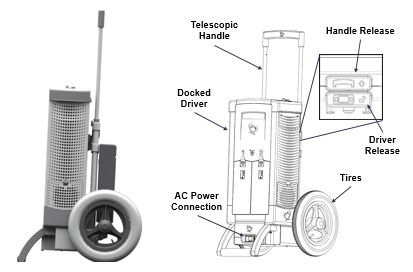 Telescopic
Handle
Handle Release
Docked
Driver
Driver
Release
Tires
AC Power
Connection